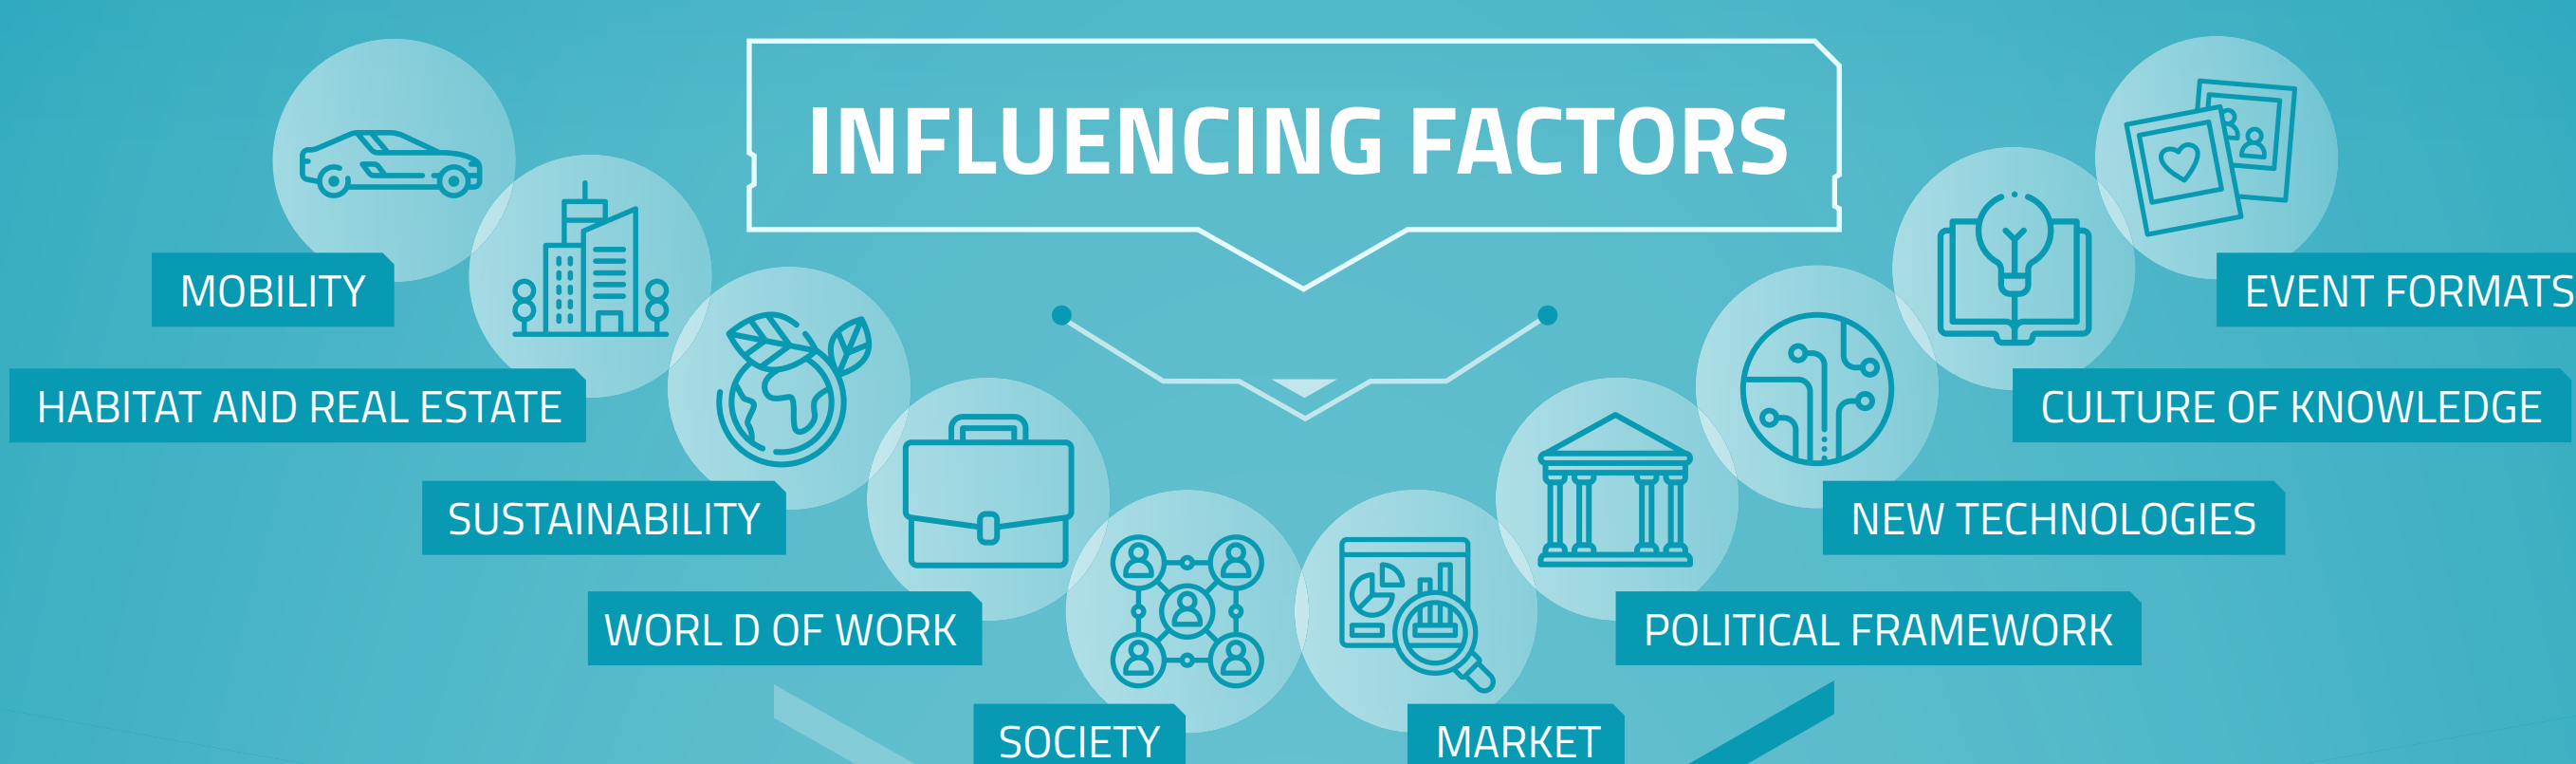 INFLUENCING FACTORS
MOBILITY
EVENT FORMATS
HABITAT AND REAL ESTATE
CULTURE OF KNOWLEDGE
SUSTAINABILITY
NEW TECHNOLOGIES
WORL D OF WORK
POLITICAL FRAMEWORK
SOCIETY
MARKET